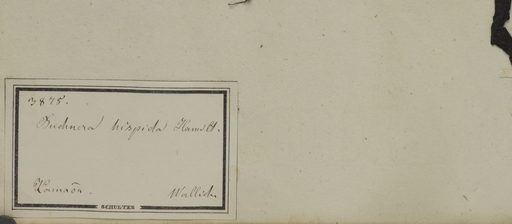 3875.
Buchnera hispida Hamilt.
Kamaon. Wallich
SCHULTES